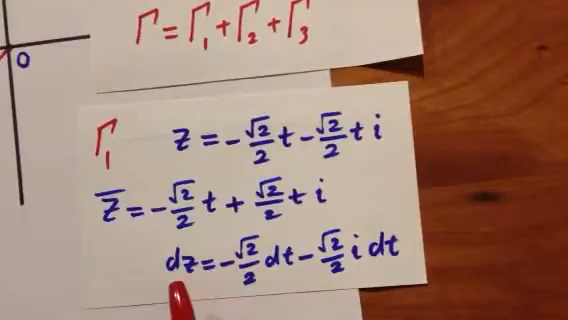 Γ = Γ₁ + Γ₂ + Γ₃
0
Γ₁ z = -√2/2 t - √2/2 t i
z̅ = -√2/2 t + √2/2 t i
dz = -√2/2 dt - √2/2 i dt